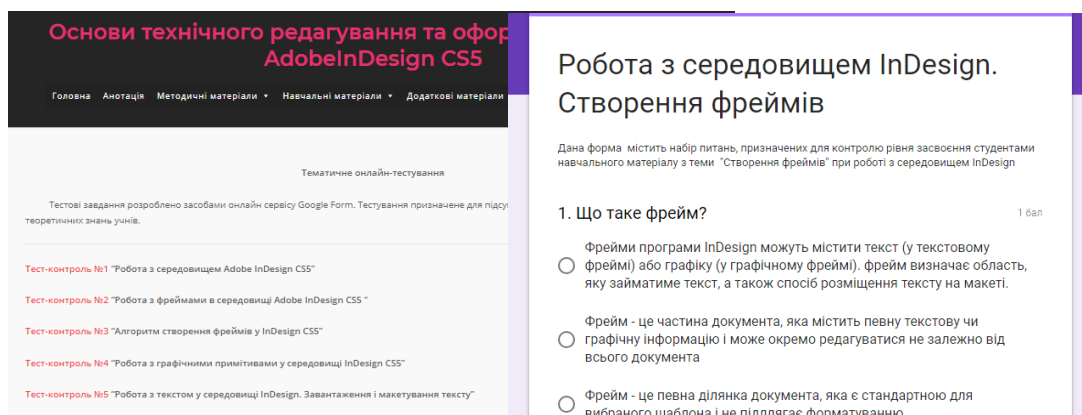 Основи технічного редагування та офор
AdobeInDesign CS5
Головна Анотація Методичні матеріали Навчальні матеріали Додаткові матеріали
Тематичне онлайн-тестування
Тестові завдання розроблено засобами онлайн сервісу Google Form. Тестування призначене для підсу
теоретичних знань учнів.
Тест-контроль №1 "Робота з середовищем Adobe InDesign CS5"
Тест-контроль №2 "Робота з фреймами в середовищі Adobe InDesign CS5 "
Тест-контроль №3 "Алгоритм створення фреймів у InDesign CS5"
Тест-контроль №4 "Робота з графічними примітивами у середовищі InDesign CS5"
Тест-контроль №5 "Робота з текстом у середовищі InDesign. Завантаження і макетування тексту"
Робота з середовищем InDesign.
Створення фреймів
Дана форма містить набір питань, призначених для контролю рівня засвоєння студентами
навчального матеріалу з теми "Створення фреймів" при роботі з середовищем InDesign
1. Що таке фрейм? 1 бал
Фрейми програми InDesign можуть містити текст (у текстовому
фреймі) або графіку (у графічному фреймі). фрейм визначає область,
яку займатиме текст, а також спосіб розміщення тексту на макеті.
Фрейм - це частина документа, яка містить певну текстову чи
графічну інформацію і може окремо редагуватися не залежно від
всього документа
Фрейм - це певна ділянка документа, яка є стандартною для
вибраного шаблона і не підлягає форматуванню